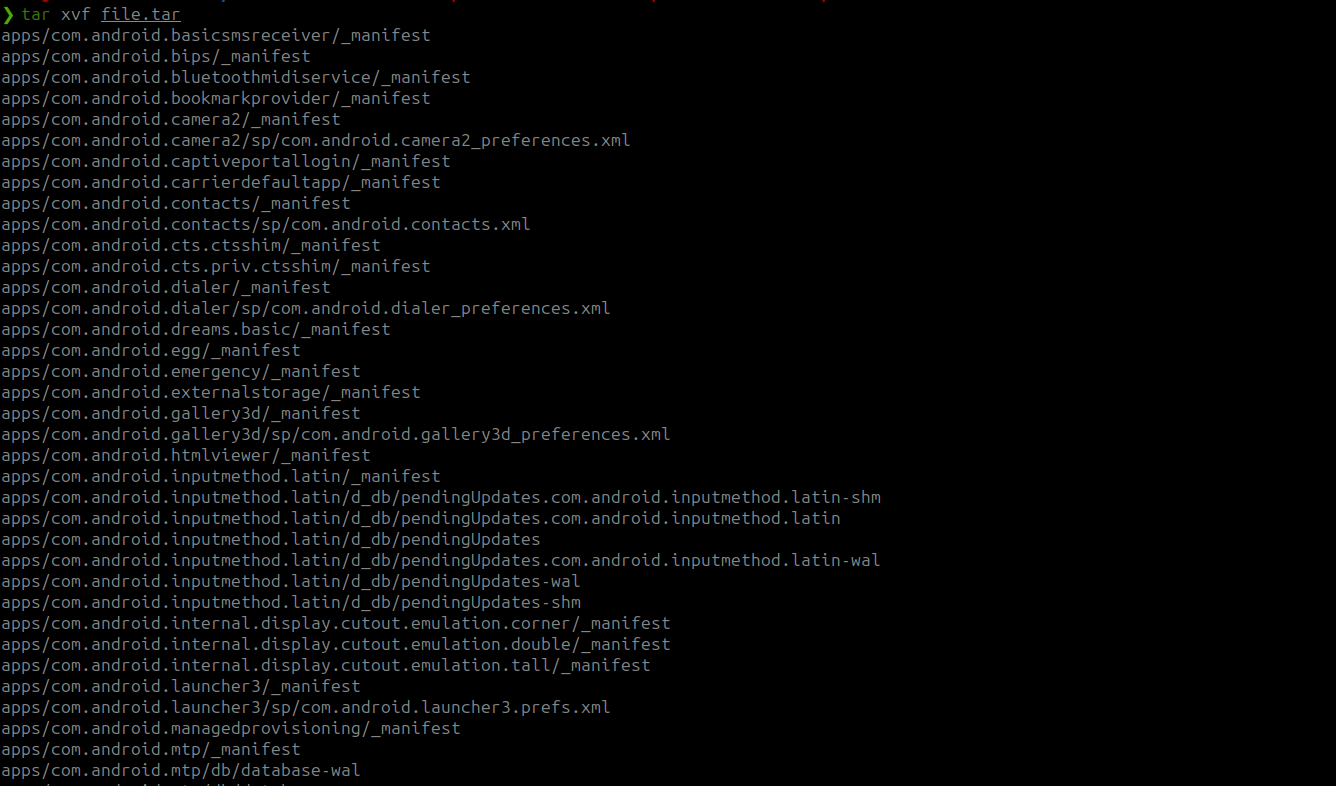 ❯ tar xvf file.tar
apps/com.android.basicsmsreceiver/_manifest
apps/com.android.bips/_manifest
apps/com.android.bluetoothmidiservice/_manifest
apps/com.android.bookmarkprovider/_manifest
apps/com.android.camera2/_manifest
apps/com.android.camera2/sp/com.android.camera2_preferences.xml
apps/com.android.captiveportallogin/_manifest
apps/com.android.carrierdefaultapp/_manifest
apps/com.android.contacts/_manifest
apps/com.android.contacts/sp/com.android.contacts.xml
apps/com.android.cts.ctsshim/_manifest
apps/com.android.cts.priv.ctsshim/_manifest
apps/com.android.dialer/_manifest
apps/com.android.dialer/sp/com.android.dialer_preferences.xml
apps/com.android.dreams.basic/_manifest
apps/com.android.egg/_manifest
apps/com.android.emergency/_manifest
apps/com.android.externalstorage/_manifest
apps/com.android.gallery3d/_manifest
apps/com.android.gallery3d/sp/com.android.gallery3d_preferences.xml
apps/com.android.htmlviewer/_manifest
apps/com.android.inputmethod.latin/_manifest
apps/com.android.inputmethod.latin/d_db/pendingUpdates.com.android.inputmethod.latin-shm
apps/com.android.inputmethod.latin/d_db/pendingUpdates.com.android.inputmethod.latin
apps/com.android.inputmethod.latin/d_db/pendingUpdates
apps/com.android.inputmethod.latin/d_db/pendingUpdates.com.android.inputmethod.latin-wal
apps/com.android.inputmethod.latin/d_db/pendingUpdates-wal
apps/com.android.inputmethod.latin/d_db/pendingUpdates-shm
apps/com.android.internal.display.cutout.emulation.corner/_manifest
apps/com.android.internal.display.cutout.emulation.double/_manifest
apps/com.android.internal.display.cutout.emulation.tall/_manifest
apps/com.android.launcher3/_manifest
apps/com.android.launcher3/sp/com.android.launcher3.prefs.xml
apps/com.android.managedprovisioning/_manifest
apps/com.android.mtp/_manifest
apps/com.android.mtp/db/database-wal